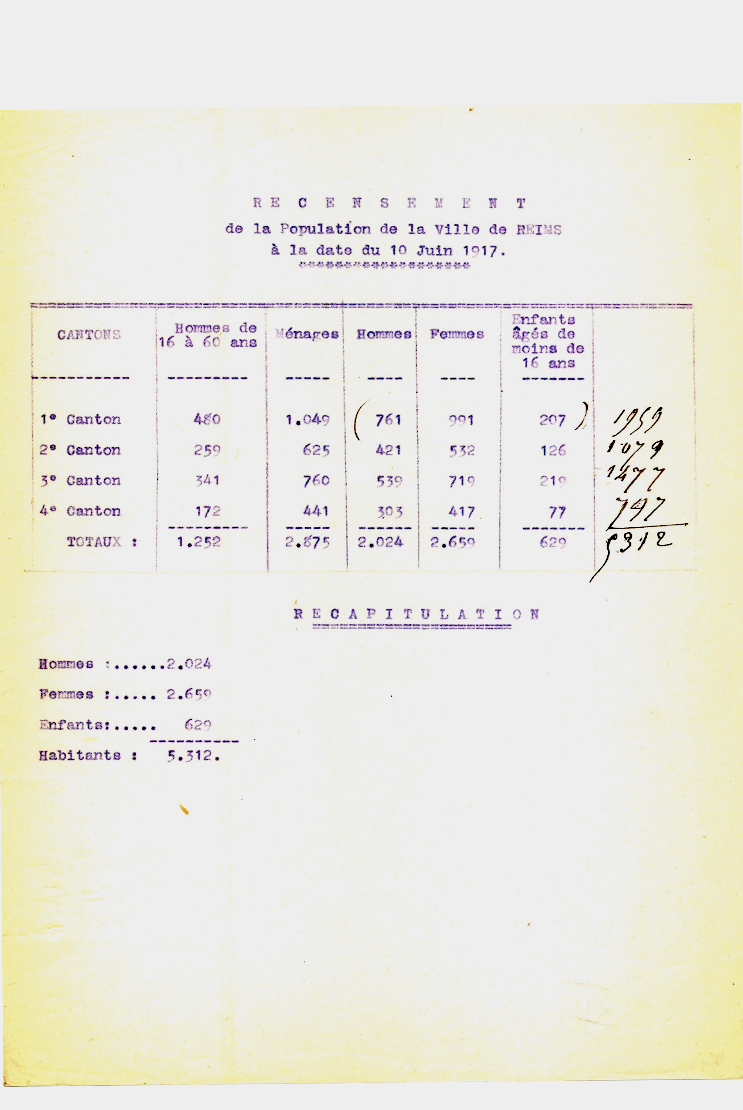 RECENSEMENT
de la Population de la Ville de REIMS
à la date du 10 Juin 1917.
CANTONS Hommes de 16 à 60 ans Ménages Hommes Femmes Enfants âgés de moins de 16 ans
1° Canton 480 1.049 ( 761 991 207 ) 1959
2° Canton 259 625 421 532 126 1079
3° Canton 341 760 539 719 219 1477
4° Canton 172 441 303 417 77 797
TOTAUX : 1.252 2.875 2.024 2.659 629 5312
RECAPITULATION
Hommes :......2.024
Femmes :..... 2.659
Enfants:..... 629
Habitants : 5.312.